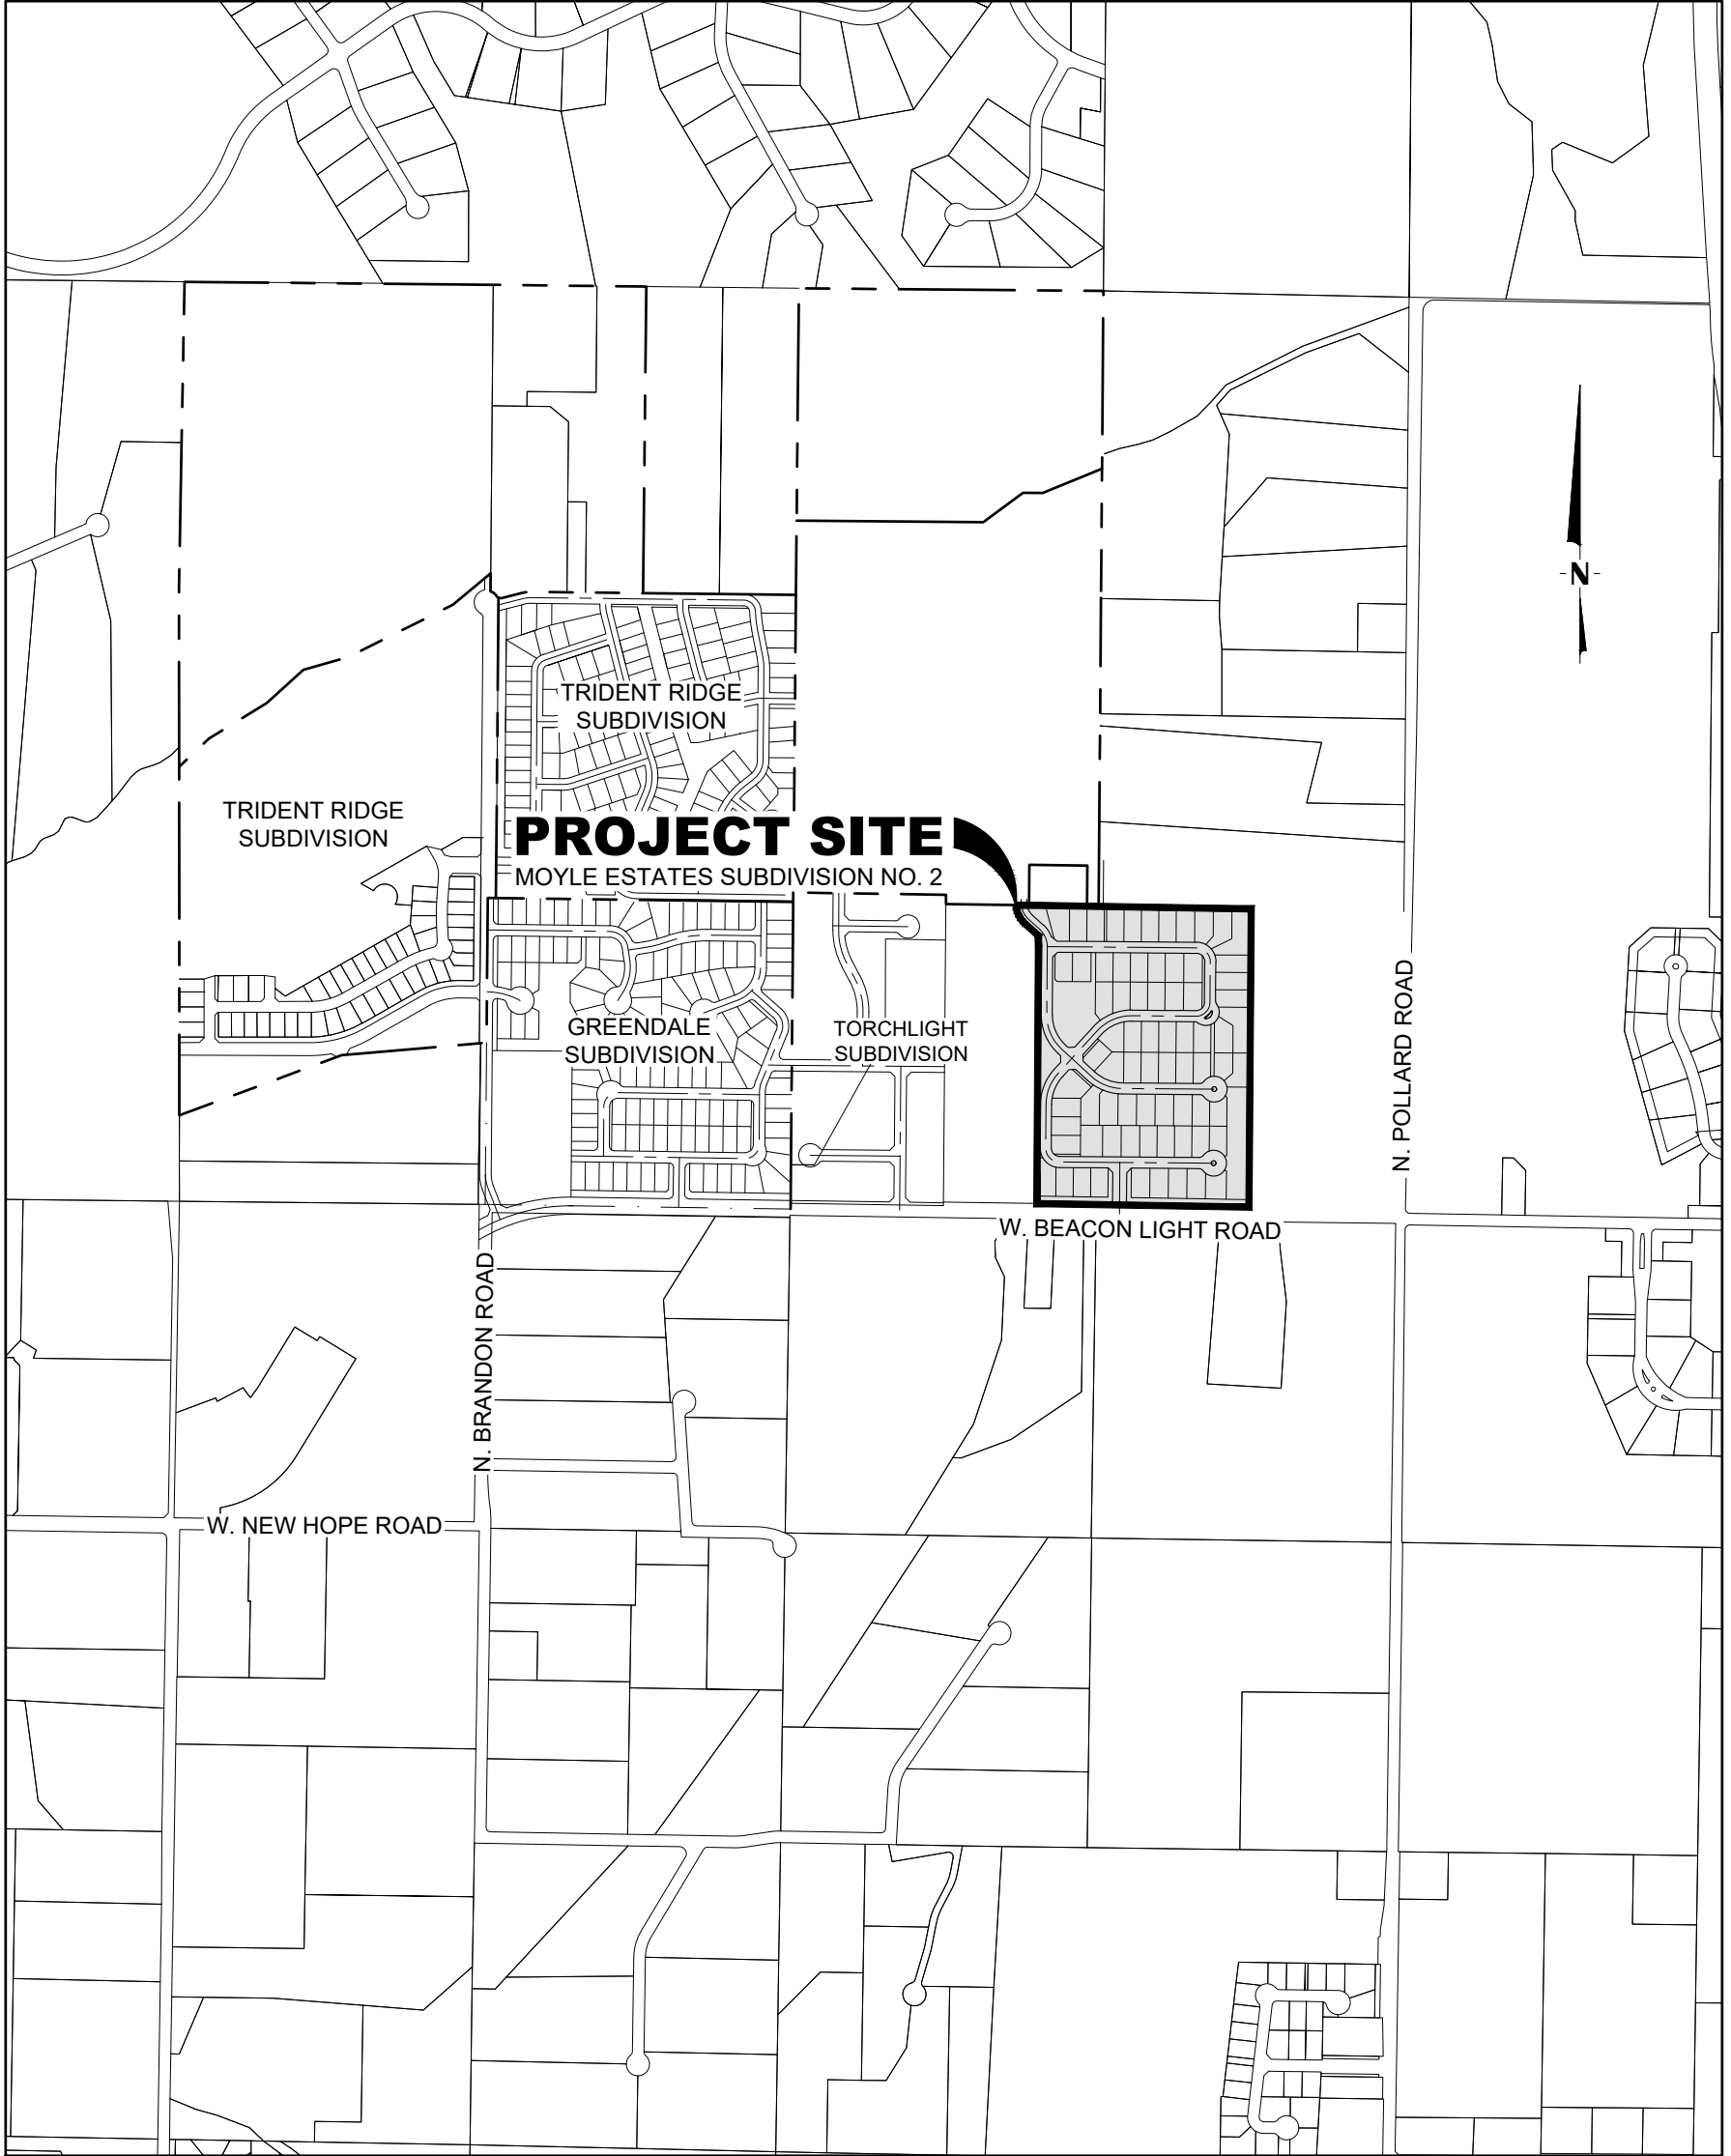 N
TRIDENT RIDGE
SUBDIVISION
TRIDENT RIDGE
SUBDIVISION
PROJECT SITE
MOYLE ESTATES SUBDIVISION NO. 2
GREENDALE
SUBDIVISION
TORCHLIGHT
SUBDIVISION
N. POLLARD ROAD
W. BEACON LIGHT ROAD
N. BRANDON ROAD
W. NEW HOPE ROAD